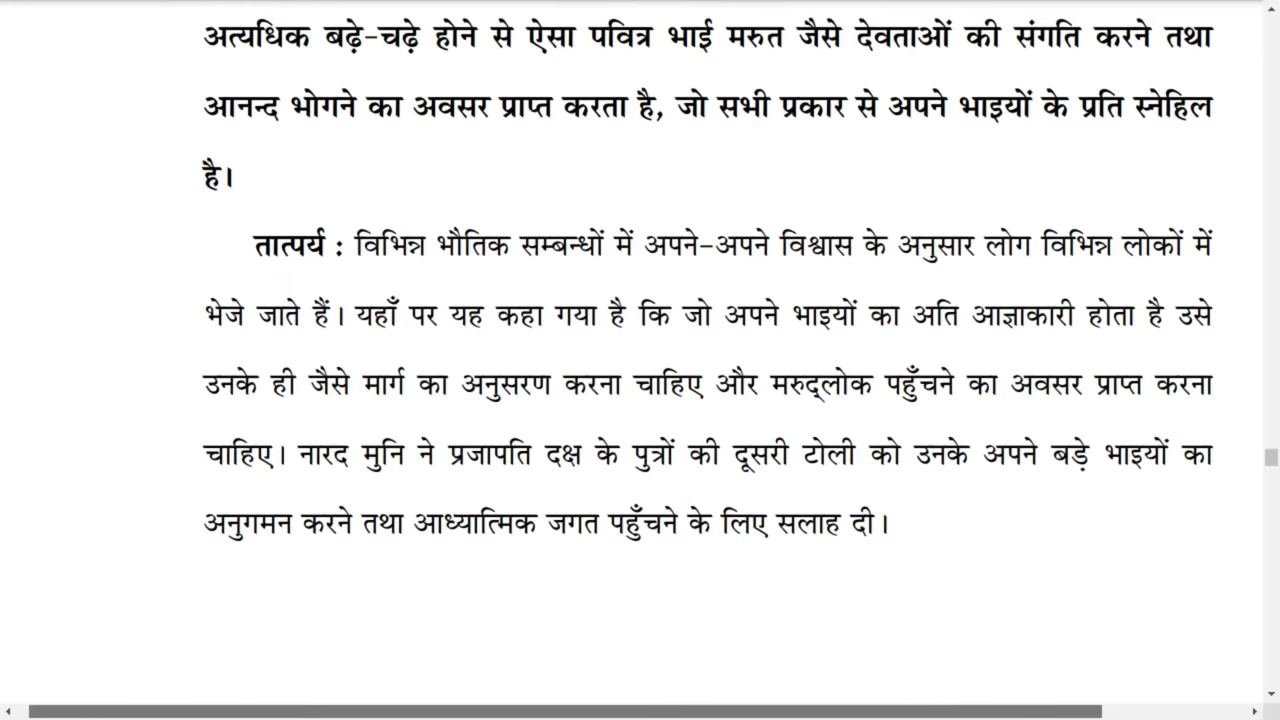 अत्यधिक बढ़े-चढ़े होने से ऐसा पवित्र भाई मरुत जैसे देवताओं की संगति करने तथा
आनन्द भोगने का अवसर प्राप्त करता है, जो सभी प्रकार से अपने भाइयों के प्रति स्नेहिल
है।
तात्पर्य : विभिन्न भौतिक सम्बन्धों में अपने-अपने विश्वास के अनुसार लोग विभिन्न लोकों में
भेजे जाते हैं। यहाँ पर यह कहा गया है कि जो अपने भाइयों का अति आज्ञाकारी होता है उसे
उनके ही जैसे मार्ग का अनुसरण करना चाहिए और मरुद्‌लोक पहुँचने का अवसर प्राप्त करना
चाहिए। नारद मुनि ने प्रजापति दक्ष के पुत्रों की दूसरी टोली को उनके अपने बड़े भाइयों का
अनुगमन करने तथा आध्यात्मिक जगत पहुँचने के लिए सलाह दी।